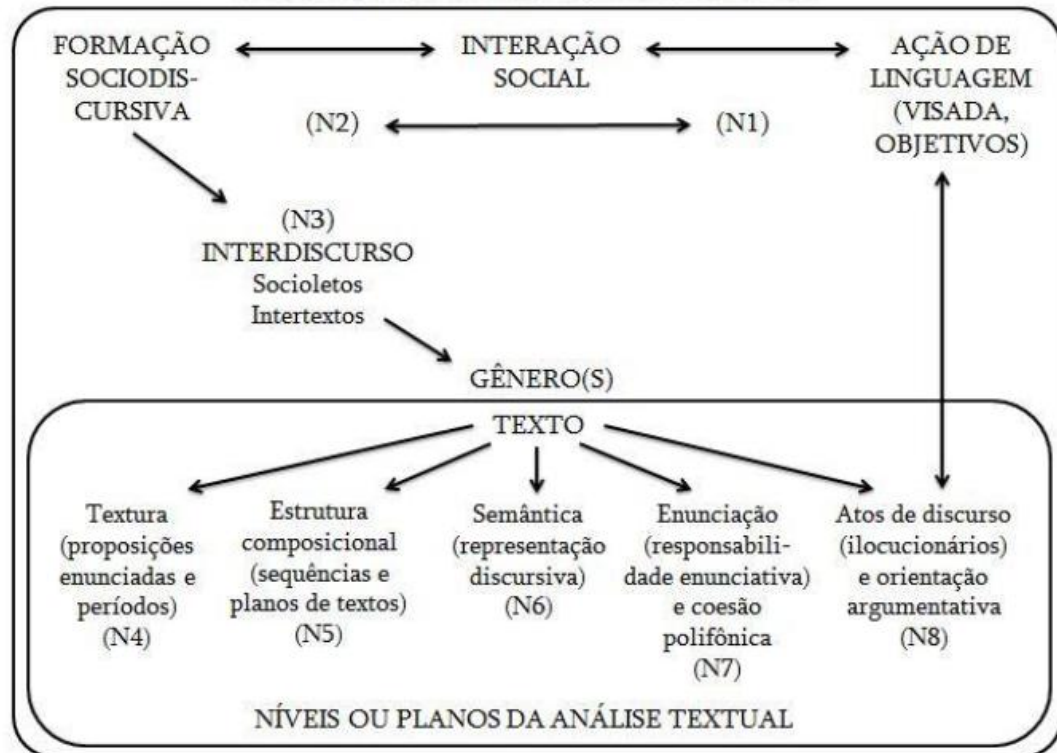 FORMAÇÃO
SOCIODIS-
CURSIVA
INTERAÇÃO
SOCIAL
AÇÃO DE
LINGUAGEM
(VISADA,
OBJETIVOS)
(N2)
(N1)
(N3)
INTERDISCURSO
Socioletos
Intertextos
GÊNERO(S)
TEXTO
Textura
(proposições
enunciadas e
períodos)
(N4)
Estrutura
composicional
(sequências e
planos de textos)
(N5)
Semântica
(representação
discursiva)
(N6)
Enunciação
(responsabili-
dade enunciativa)
e coesão
polifônica
(N7)
Atos de discurso
(ilocucionários)
e orientação
argumentativa
(N8)
NÍVEIS OU PLANOS DA ANÁLISE TEXTUAL